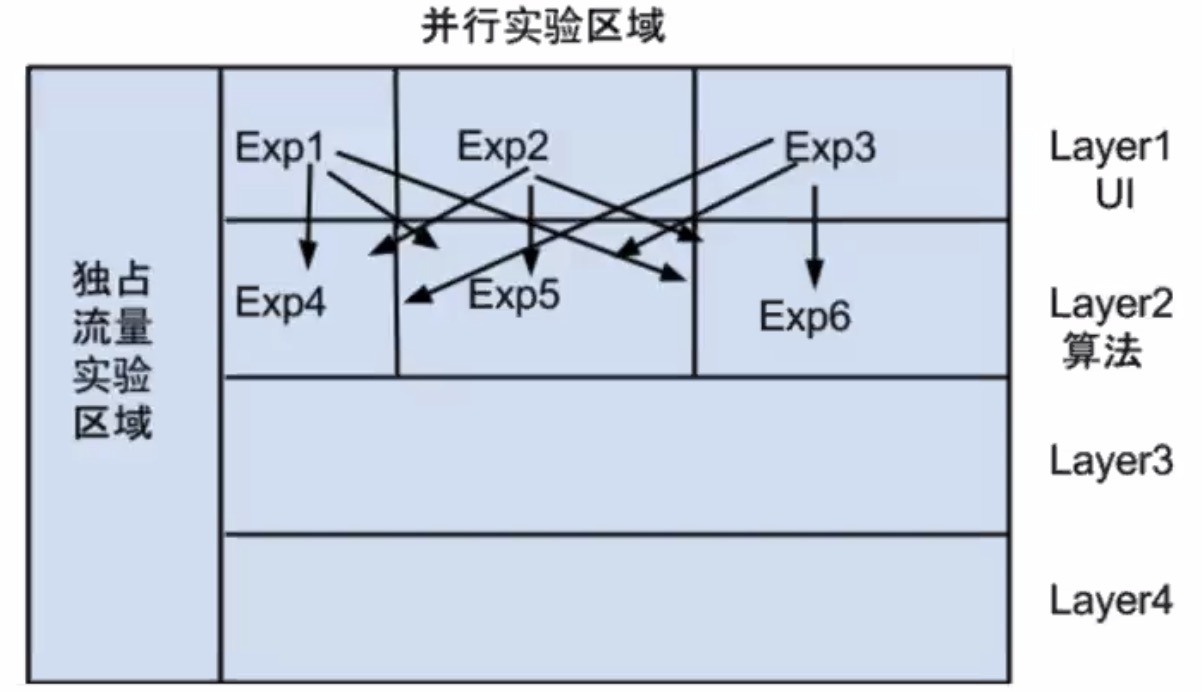 并行实验区域
Exp1
Exp2
Exp3
Layer1
UI
独占
流量
实验
区域
Exp4
Exp5
Exp6
Layer2
算法
Layer3
Layer4